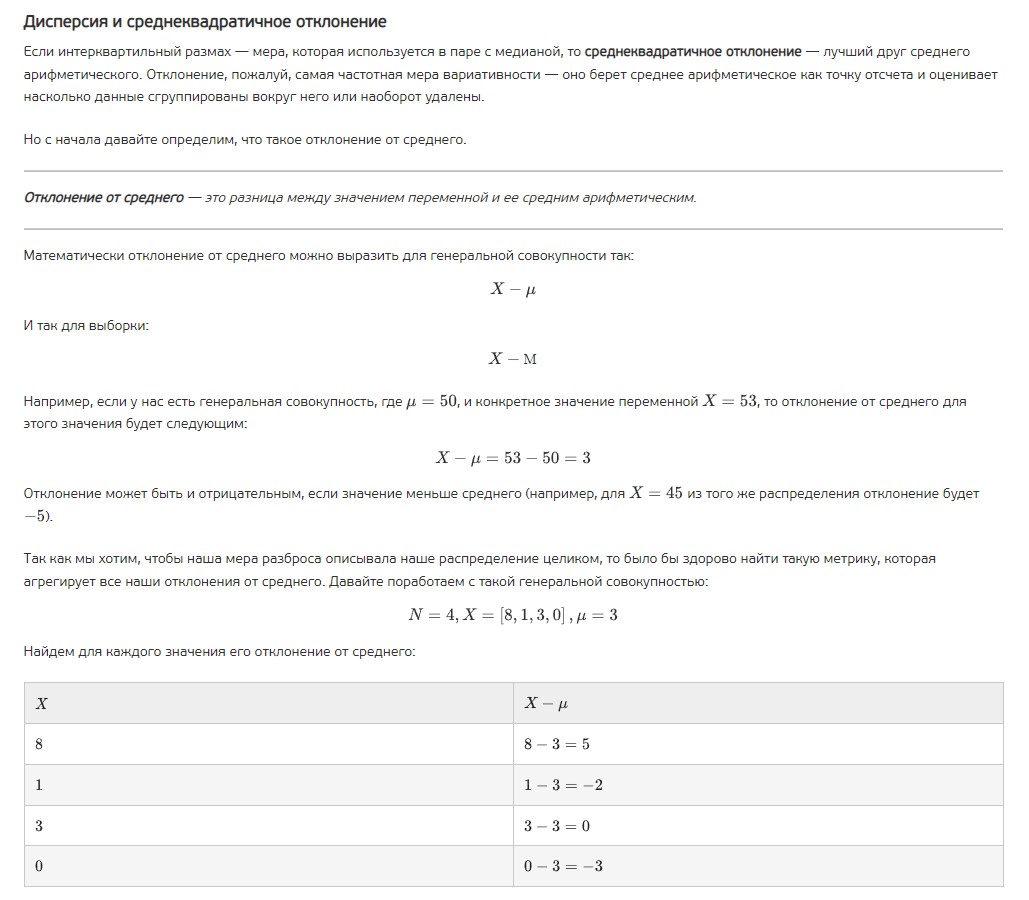 Дисперсия и среднеквадратичное отклонение
Если интерквартильный размах — мера, которая используется в паре с медианой, то среднеквадратичное отклонение — лучший друг среднего
арифметического. Отклонение, пожалуй, самая частотная мера вариативности — оно берет среднее арифметическое как точку отсчета и оценивает
насколько данные сгруппированы вокруг него или наоборот удалены.
Но с начала давайте определим, что такое отклонение от среднего.
Отклонение от среднего — это разница между значением переменной и ее средним арифметическим.
Математически отклонение от среднего можно выразить для генеральной совокупности так:
X − μ
И так для выборки:
X − М
Например, если у нас есть генеральная совокупность, где μ = 50, и конкретное значение переменной X = 53, то отклонение от среднего для
этого значения будет следующим:
X − μ = 53 − 50 = 3
Отклонение может быть и отрицательным, если значение меньше среднего (например, для X = 45 из того же распределения отклонение будет
−5).
Так как мы хотим, чтобы наша мера разброса описывала наше распределение целиком, то было бы здорово найти такую метрику, которая
агрегирует все наши отклонения от среднего. Давайте поработаем с такой генеральной совокупностью:
N = 4, X = [8, 1, 3, 0] , μ = 3
Найдем для каждого значения его отклонение от среднего:
X X − μ
8 8 − 3 = 5
1 1 − 3 = −2
3 3 − 3 = 0
0 0 − 3 = −3